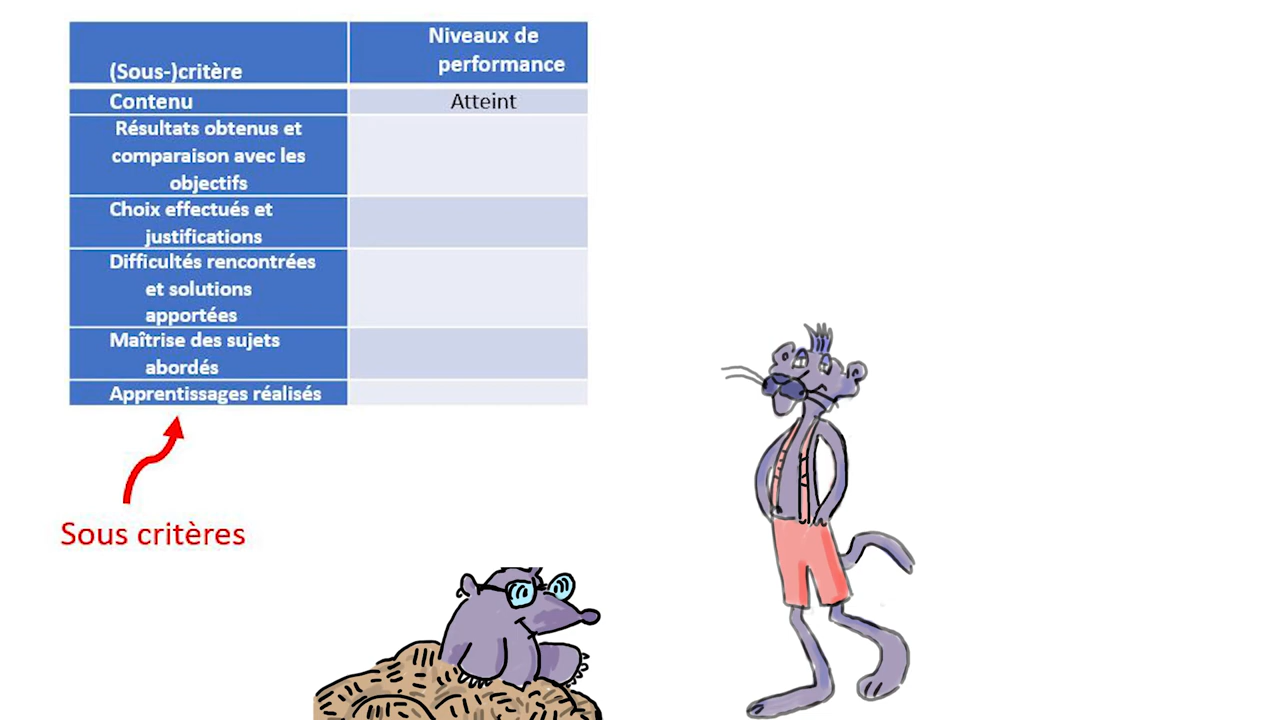 (Sous-)critère
Niveaux de
performance
Contenu
Atteint
Résultats obtenus et
comparaison avec les
objectifs
Choix effectués et
justifications
Difficultés rencontrées
et solutions
apportées
Maîtrise des sujets
abordés
Apprentissages réalisés
Sous critères